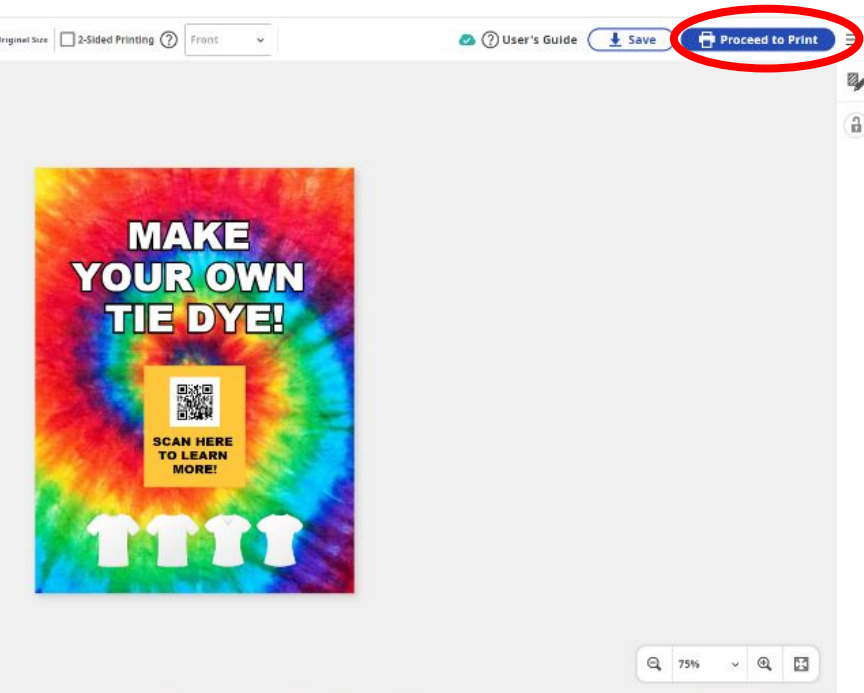 Original Size 2-Sided Printing ? Front ? User's Guide Save Proceed to Print
MAKE
YOUR OWN
TIE DYE!
SCAN HERE
TO LEARN
MORE!
75%